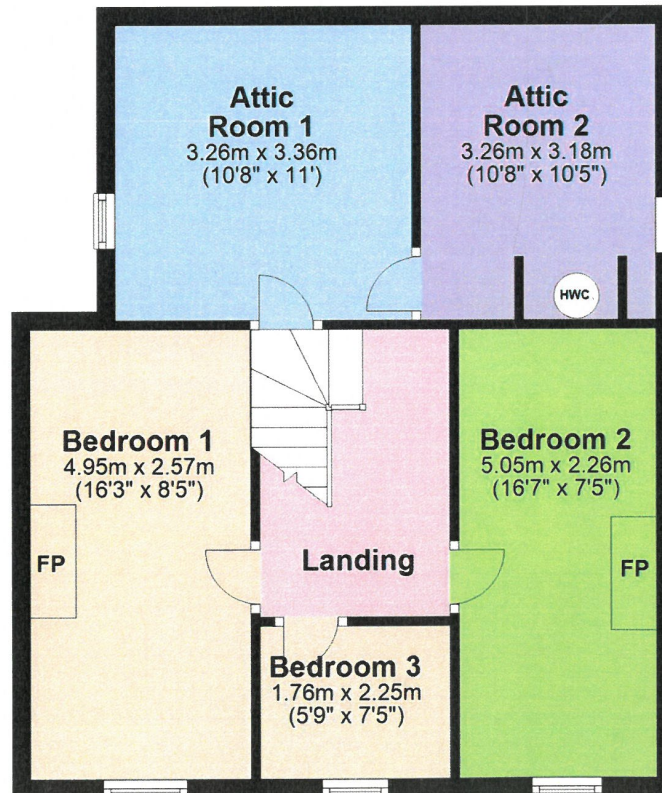 Attic
Room 1
3.26m x 3.36m
(10'8" x 11')
Attic
Room 2
3.26m x 3.18m
(10'8" x 10'5")
HWC
Bedroom 1
4.95m x 2.57m
(16'3" x 8'5")
FP
Bedroom 2
5.05m x 2.26m
(16'7" x 7'5")
FP
Landing
Bedroom 3
1.76m x 2.25m
(5'9" x 7'5")